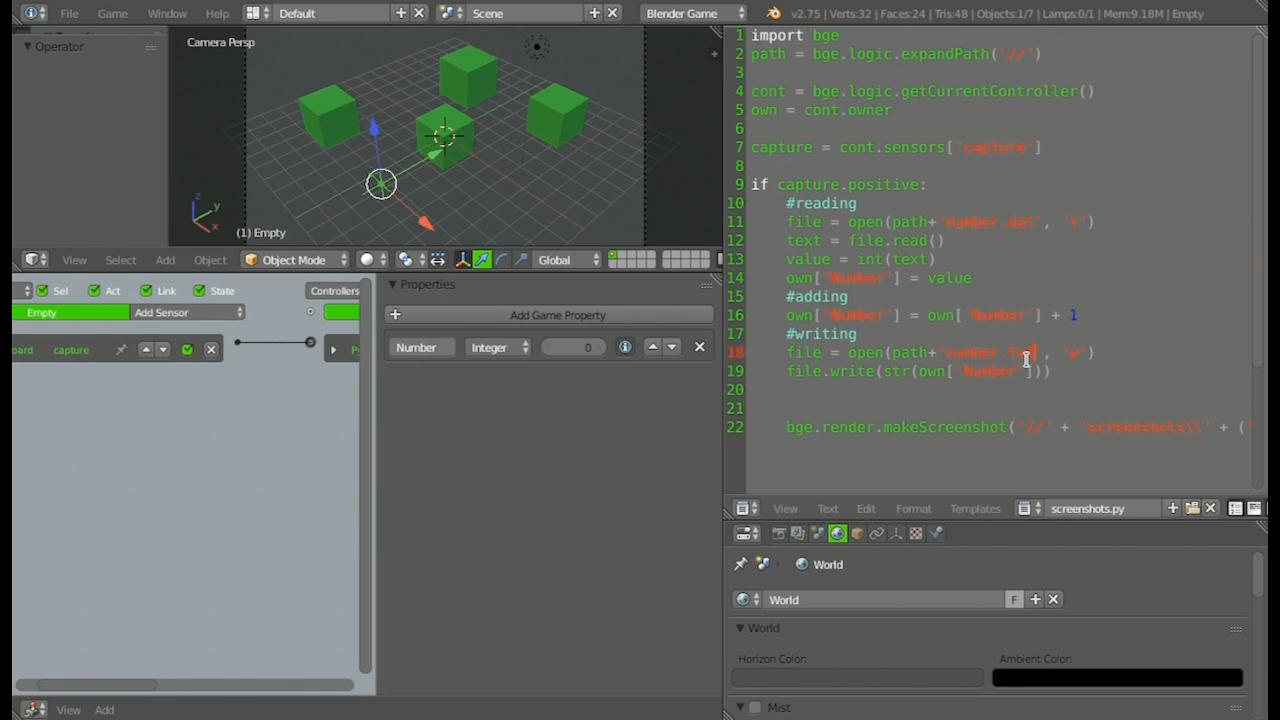 File Game Window Help Default Scene Blender Game v2.75 | Verts:32 | Faces:24 | Tris:48 | Objects:1/7 | Lamps:0/1 | Mem:9.18M | Empty
Operator
Camera Persp
z
y
x
(1) Empty
View Select Add Object Object Mode Global
Sel Act Link State Controllers
Empty Add Sensor
capture
Properties
Add Game Property
Number Integer 0
View Add
1 import bge
2 path = bge.logic.expandPath('//')
3
4 cont = bge.logic.getCurrentController()
5 own = cont.owner
6
7 capture = cont.sensors['capture']
8
9 if capture.positive:
10 #reading
11 file = open(path+'number.dat', 'r')
12 text = file.read()
13 value = int(text)
14 own['Number'] = value
15 #adding
16 own['Number'] = own['Number'] + 1
17 #writing
18 file = open(path+ , 'w')
19 file.write(str(own['Number']))
20
21
22 bge.render.makeScreenshot('//' + 'screenshots\\' + ('
View Text Edit Format Templates screenshots.py
World
World F
World
Horizon Color: Ambient Color:
Mist